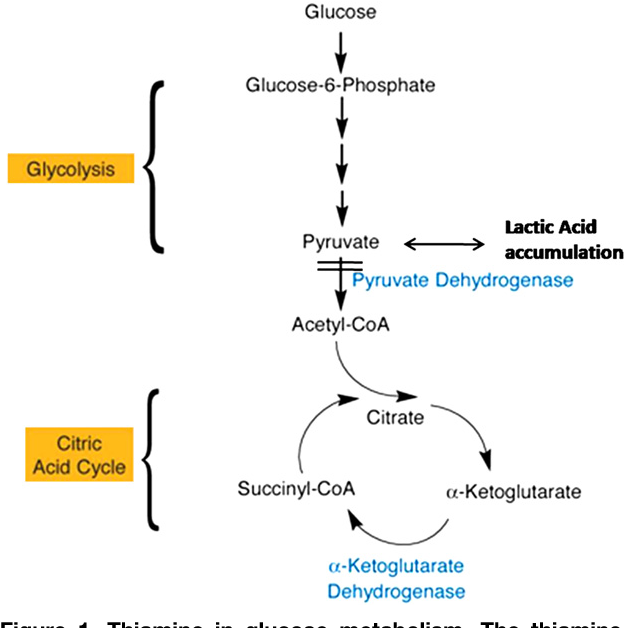 Glucose
Glucose-6-Phosphate
Glycolysis
Pyruvate
Lactic Acid
accumulation
Pyruvate Dehydrogenase
Acetyl-CoA
Citrate
Citric
Acid Cycle
Succinyl-CoA
α-Ketoglutarate
α-Ketoglutarate
Dehydrogenase
Figure 1. Thiamine in glucose metabolism. The thiamine